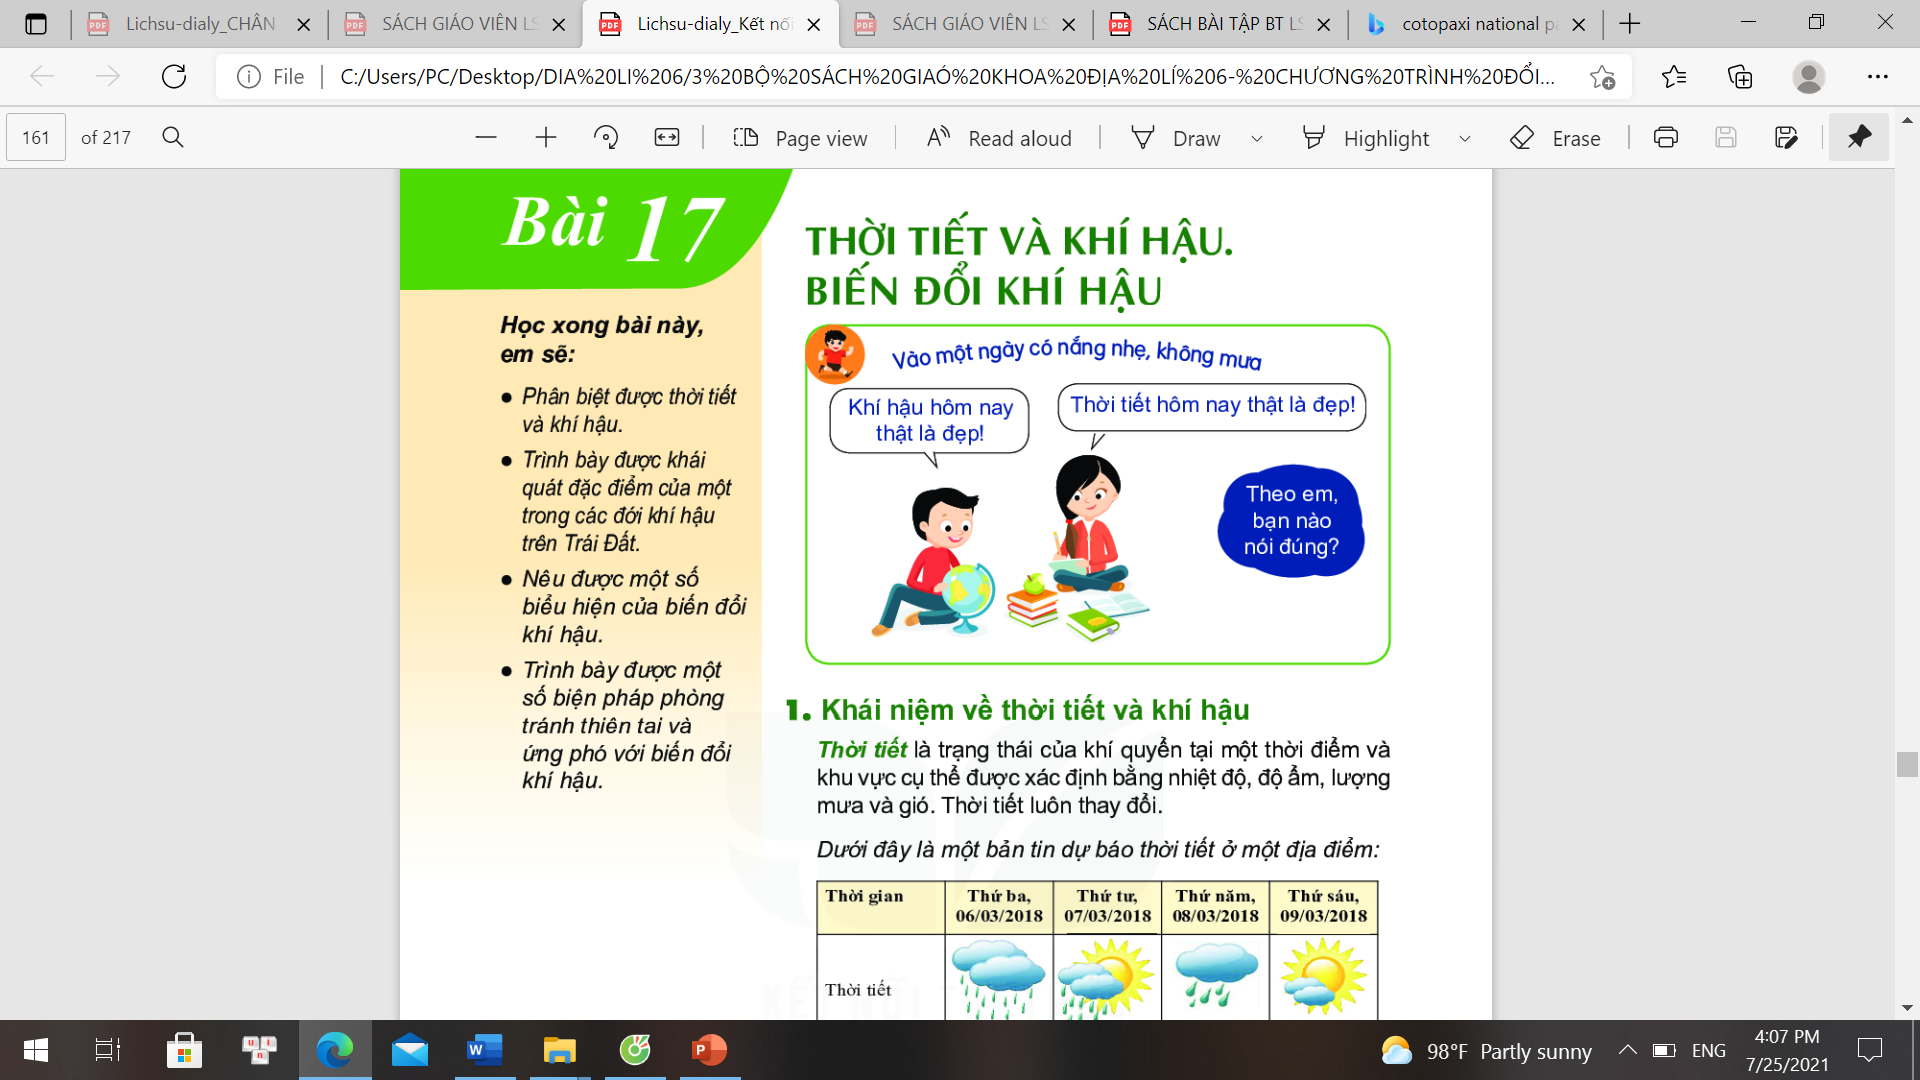 Lichsu-dialy_CHÂN
SÁCH GIÁO VIÊN LS
Lichsu-dialy_Kết nối
SÁCH GIÁO VIÊN LS
SÁCH BÀI TẬP BT LS
cotopaxi national pa
File
C:/Users/PC/Desktop/DIA%20LI%206/3%20BỘ%20SÁCH%20GIAÓ%20KHOA%20ĐỊA%20LÍ%206-%20CHƯƠNG%20TRÌNH%20ĐỔI...
161 of 217
Page view
Read aloud
Draw
Highlight
Erase
Bài 17
THỜI TIẾT VÀ KHÍ HẬU.
BIẾN ĐỔI KHÍ HẬU
Học xong bài này,
em sẽ:
• Phân biệt được thời tiết
và khí hậu.
• Trình bày được khái
quát đặc điểm của một
trong các đới khí hậu
trên Trái Đất.
• Nêu được một số
biểu hiện của biến đổi
khí hậu.
• Trình bày được một
số biện pháp phòng
tránh thiên tai và
ứng phó với biến đổi
khí hậu.
Vào một ngày có nắng nhẹ, không mưa
Khí hậu hôm nay
thật là đẹp!
Thời tiết hôm nay thật là đẹp!
Theo em,
bạn nào
nói đúng?
1. Khái niệm về thời tiết và khí hậu
Thời tiết là trạng thái của khí quyển tại một thời điểm và
khu vực cụ thể được xác định bằng nhiệt độ, độ ẩm, lượng
mưa và gió. Thời tiết luôn thay đổi.
Dưới đây là một bản tin dự báo thời tiết ở một địa điểm:
Thời gian
Thứ ba,
06/03/2018
Thứ tư,
07/03/2018
Thứ năm,
08/03/2018
Thứ sáu,
09/03/2018
Thời tiết
98°F Partly sunny
ENG
4:07 PM
7/25/2021